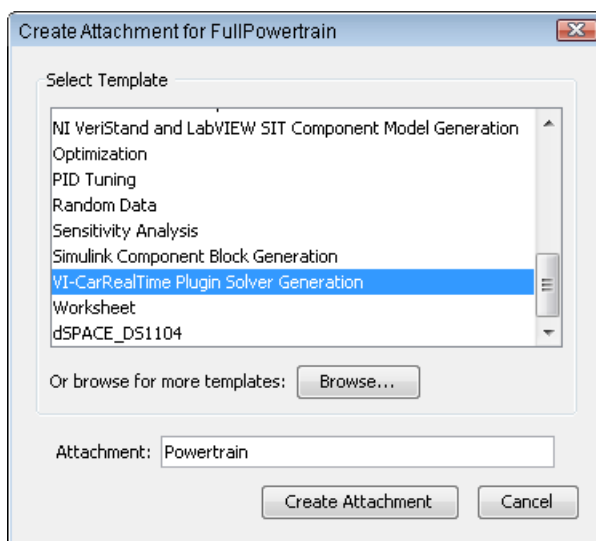 Create Attachment for FullPowertrain
Select Template
NI VeriStand and LabVIEW SIT Component Model Generation
Optimization
PID Tuning
Random Data
Sensitivity Analysis
Simulink Component Block Generation
VI-CarRealTime Plugin Solver Generation
Worksheet
dSPACE_DS1104
Or browse for more templates: Browse...
Attachment: Powertrain
Create Attachment Cancel